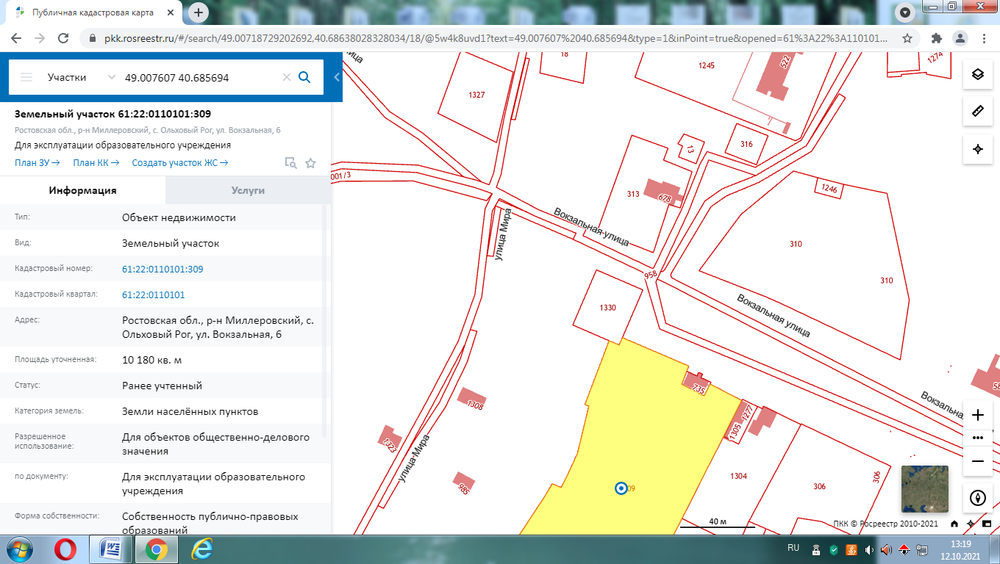 Публичная кадастровая карта
pkk.rosreestr.ru/#/search/49.00718729202692,40.68638028328034/18/@5w4k8uvd1?text=49.007607%2040.685694&type=1&inPoint=true&opened=61%3A22%3A110101...
Участки
49.007607 40.685694
Земельный участок 61:22:0110101:309
Ростовская обл., р-н Миллеровский, с. Ольховый Рог, ул. Вокзальная, 6
Для эксплуатации образовательного учреждения
План ЗУ→ План КК→ Создать участок ЖС→
Информация Услуги
Тип: Объект недвижимости
Вид: Земельный участок
Кадастровый номер: 61:22:0110101:309
Кадастровый квартал: 61:22:0110101
Адрес: Ростовская обл., р-н Миллеровский, с.
Ольховый Рог, ул. Вокзальная, 6
Площадь уточненная: 10 180 кв. м
Статус: Ранее учтенный
Категория земель: Земли населённых пунктов
Разрешенное использование: Для объектов общественно-делового
значения
по документу: Для эксплуатации образовательного
учреждения
Форма собственности: Собственность публично-правовых
образований
лица
18
1245
522
1274
1327
316
13
001/3
313
678
1246
Вокзальная улица
улица Мира
310
310
958
1330
Вокзальная улица
735
1308
1277
1305
1323
улица Мира
985
09
1304
306
306
Вокзальна
58
40 м
ПКК © Росреестр 2010-2021
RU
13:19
12.10.2021